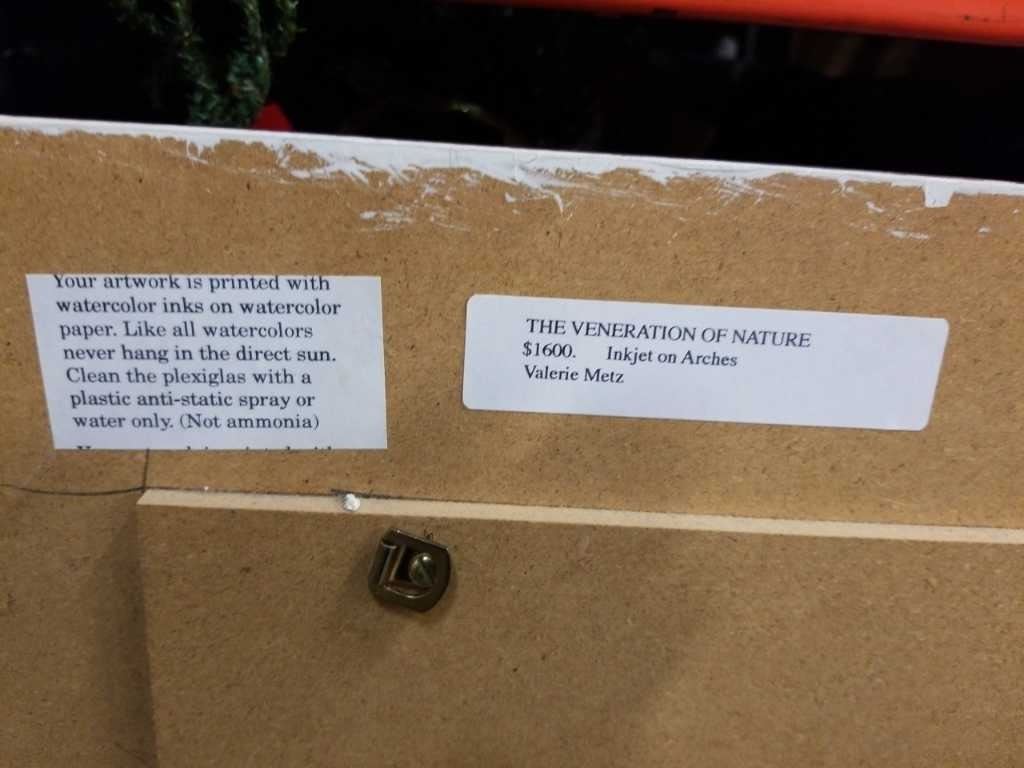 Your artwork is printed with
watercolor inks on watercolor
paper. Like all watercolors
never hang in the direct sun.
Clean the plexiglas with a
plastic anti-static spray or
water only. (Not ammonia)
THE VENERATION OF NATURE
$1600. Inkjet on Arches
Valerie Metz